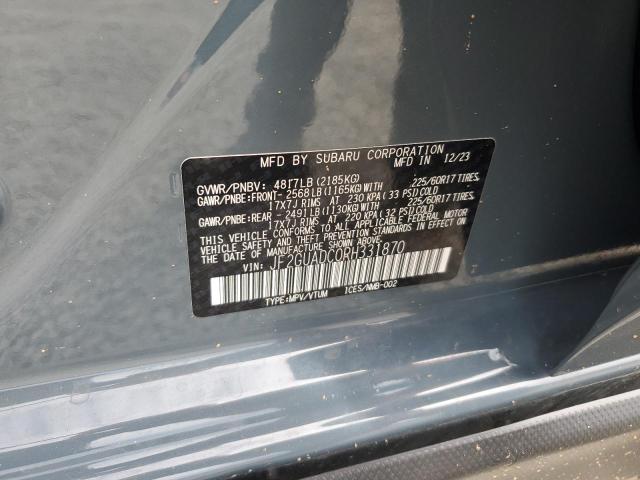 MFD BY SUBARU CORPORATION MFD IN 12/23
GVWR/PNBV: 4817LB(2185KG)
GAWR/PNBE:FRONT- 2568LB(1165KG)WITH 225/60R17 TIRES,
17X7J RIMS AT 230 KPA(33 PSI)COLD
GAWR/PNBE:REAR - 2491LB(1130KG)WITH 225/60R17 TIRES,
17X7J RIMS AT 220 KPA(32 PSI)COLD
THIS VEHICLE CONFORMS TO ALL APPLICABLE FEDERAL MOTOR
VEHICLE SAFETY AND BUMPER STANDARDS IN EFFECT ON
THE DATE OF MANUFACTURE SHOWN ABOVE.
VIN: JF2GUADC0RH331870
TYPE:MPV/VTUM ICES/NMB-002